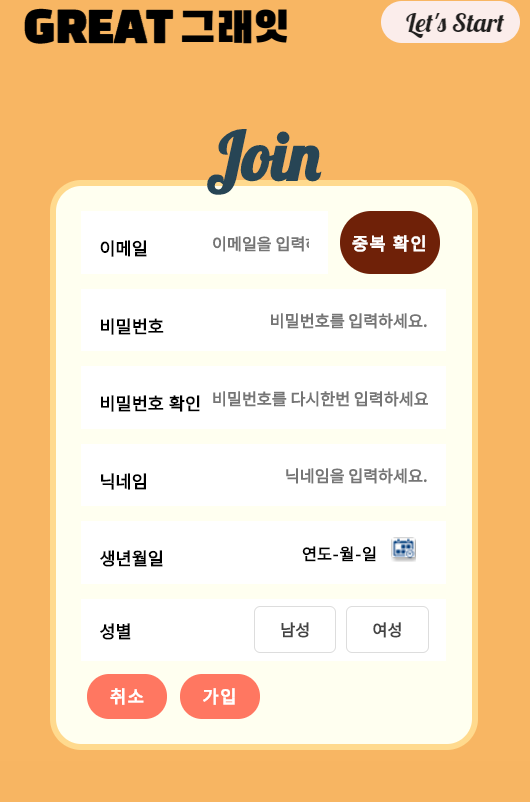 GREAT 그래잇
Let's Start
Join
이메일 이메일을 입력하
중복 확인
비밀번호 비밀번호를 입력하세요.
비밀번호 확인 비밀번호를 다시한번 입력하세요
닉네임 닉네임을 입력하세요.
생년월일 연도-월-일
성별 남성 여성
취소 가입